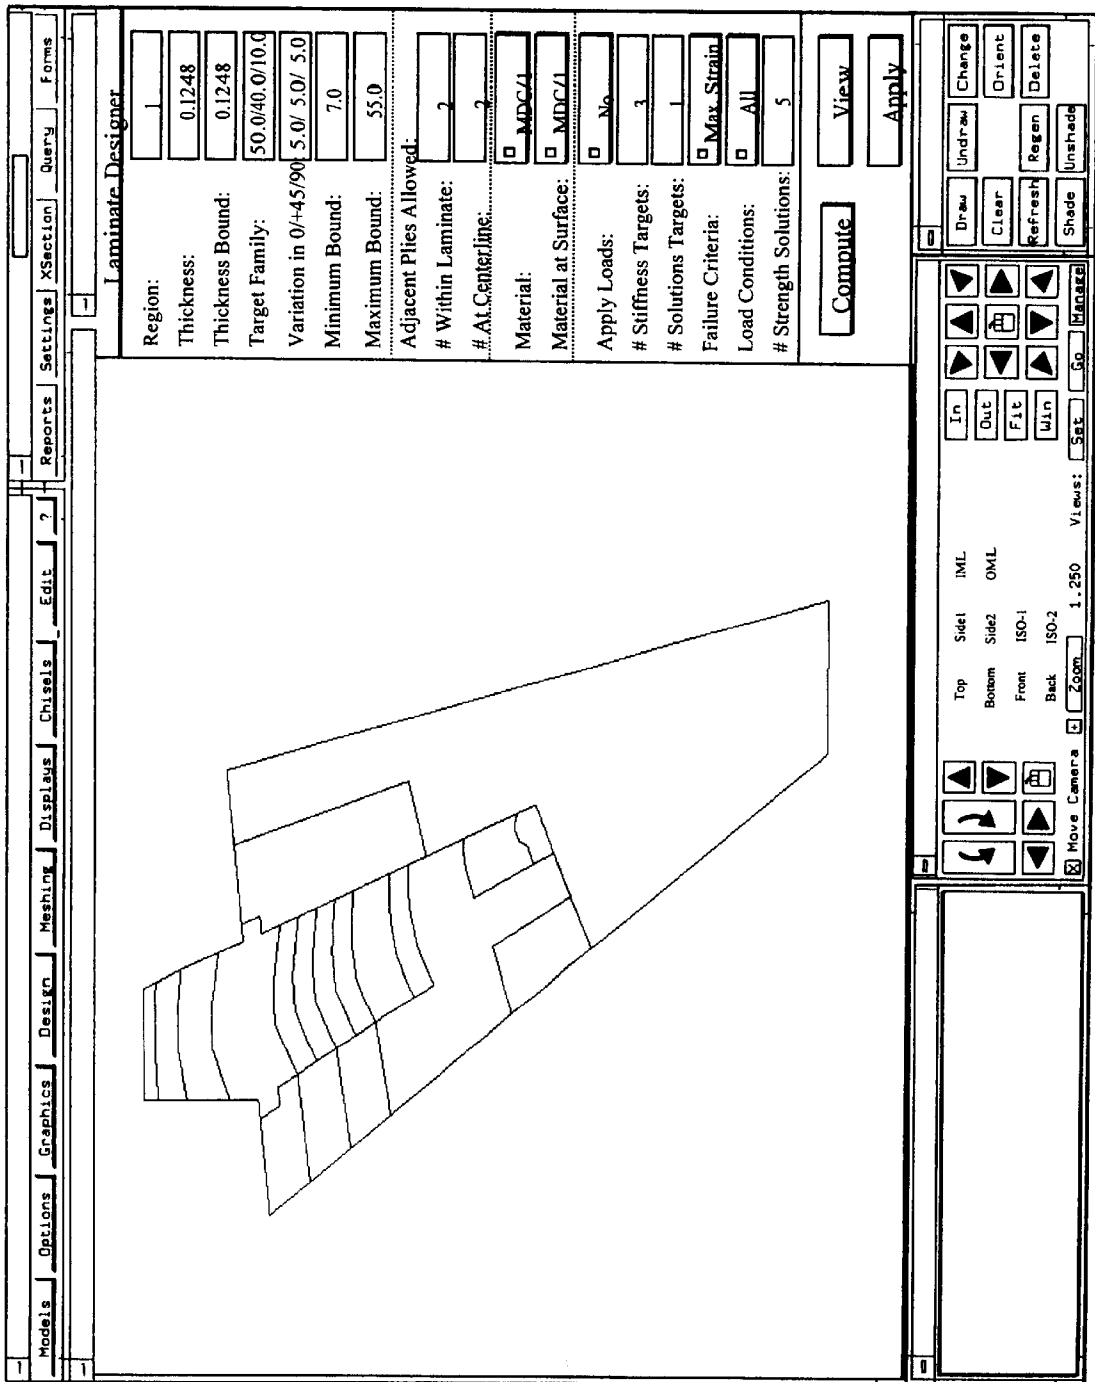 Models Options Graphics Design Meshing Displays Chisels Edit ? Reports Settings XSection Query Forms
Laminate Designer
Region: 1
Thickness: 0.1248
Thickness Bound: 0.1248
Target Family: 50.0/40.0/10.0
Variation in 0/+45/90: 5.0/ 5.0/ 5.0
Minimum Bound: 7.0
Maximum Bound: 55.0
Adjacent Plies Allowed:
# Within Laminate: 2
# At Centerline: 2
Material: MDC/1
Material at Surface: MDC/1
Apply Loads: No
# Stiffness Targets: 3
# Solutions Targets: 1
Failure Criteria: Max. Strain
Load Conditions: All
# Strength Solutions: 5
Compute View
Apply
Top Side1 IML In
Bottom Side2 OML Out
Front ISO-1 Fit
Back ISO-2 Win
Move Camera Zoom 1.250 Views: Set Go Manage
Draw Undraw Change
Clear Orient
Refresh Regen Delete
Shade Unshade